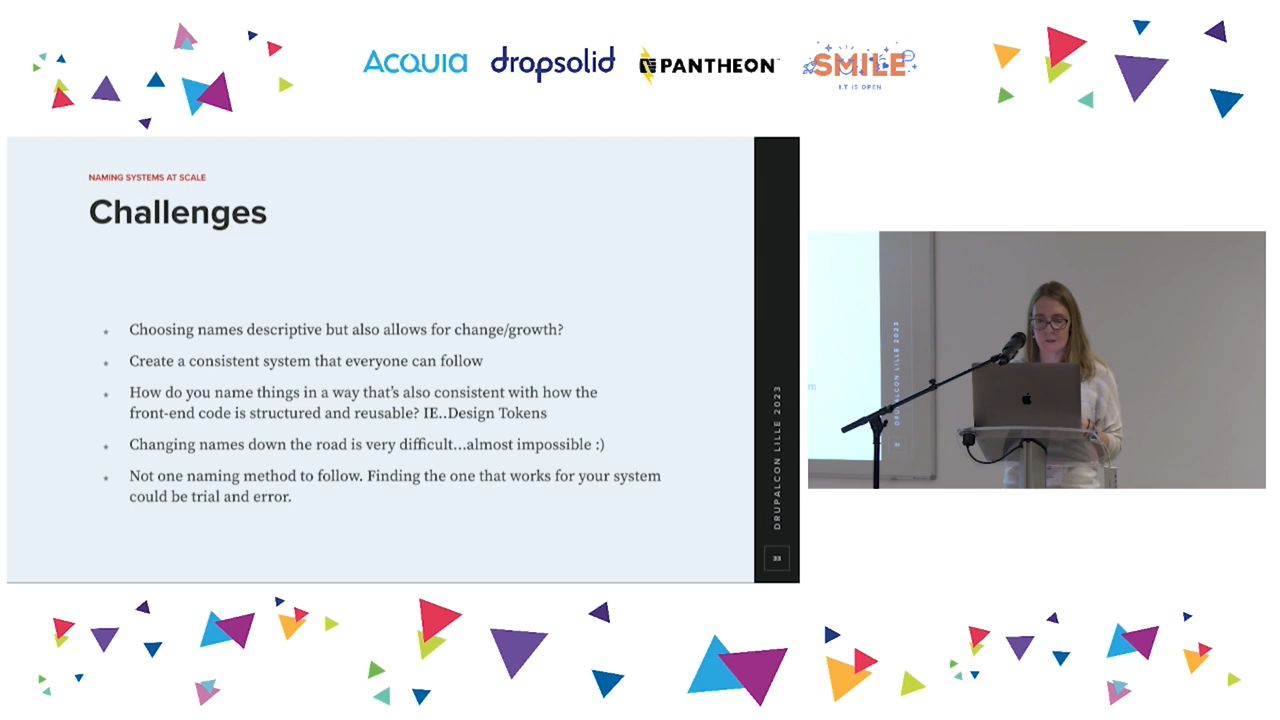 Acquia
dropsolid
PANTHEON
SMILE
I.T IS OPEN
NAMING SYSTEMS AT SCALE
Challenges
Choosing names descriptive but also allows for change/growth?
Create a consistent system that everyone can follow
How do you name things in a way that's also consistent with how the
front-end code is structured and reusable? IE..Design Tokens
Changing names down the road is very difficult...almost impossible :)
Not one naming method to follow. Finding the one that works for your system
could be trial and error.
DRUPALCON LILLE 2023
33
DRUPALCON LILLE 2023